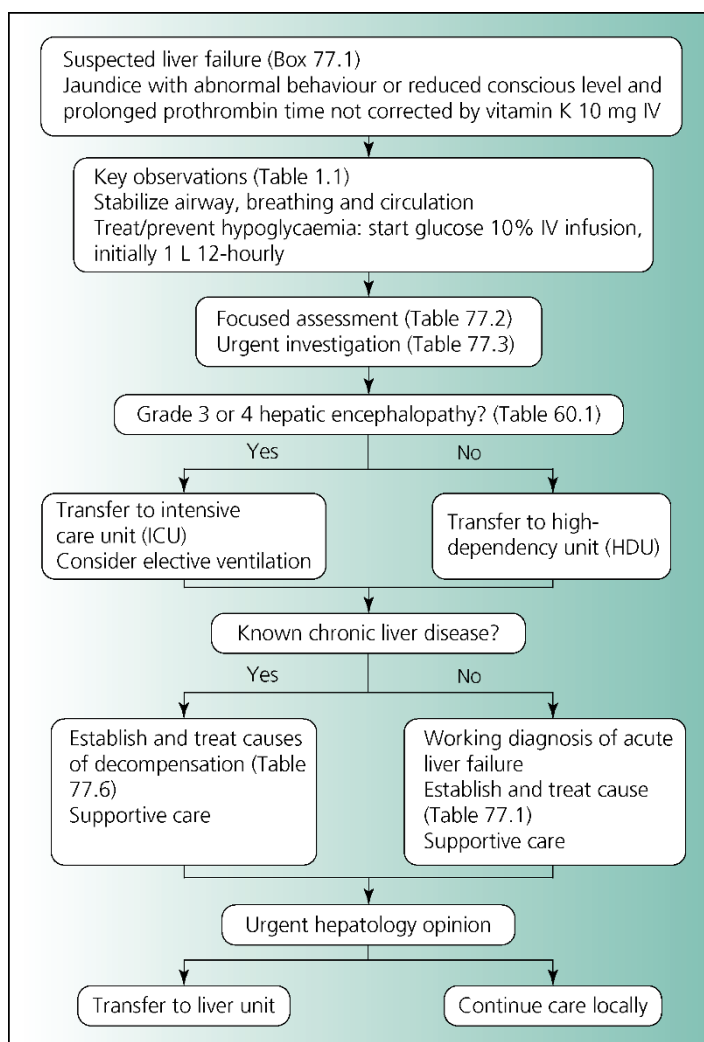 Suspected liver failure (Box 77.1)
Jaundice with abnormal behaviour or reduced conscious level and
prolonged prothrombin time not corrected by vitamin K 10 mg IV
Key observations (Table 1.1)
Stabilize airway, breathing and circulation
Treat/prevent hypoglycaemia: start glucose 10% IV infusion,
initially 1 L 12-hourly
Focused assessment (Table 77.2)
Urgent investigation (Table 77.3)
Grade 3 or 4 hepatic encephalopathy? (Table 60.1)
Yes
No
Transfer to intensive
care unit (ICU)
Consider elective ventilation
Transfer to high-
dependency unit (HDU)
Known chronic liver disease?
Yes
No
Establish and treat causes
of decompensation (Table
77.6)
Supportive care
Working diagnosis of acute
liver failure
Establish and treat cause
(Table 77.1)
Supportive care
Urgent hepatology opinion
Transfer to liver unit
Continue care locally